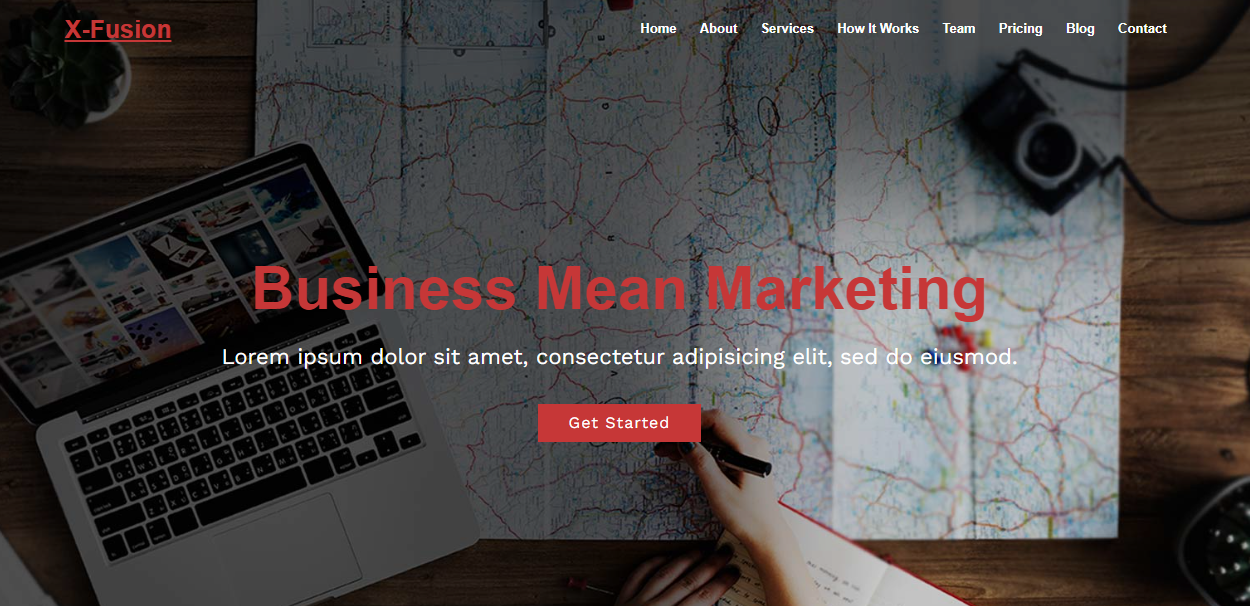 X-Fusion
Home About Services How It Works Team Pricing Blog Contact
Business Mean Marketing
Lorem ipsum dolor sit amet, consectetur adipisicing elit, sed do eiusmod.
Get Started